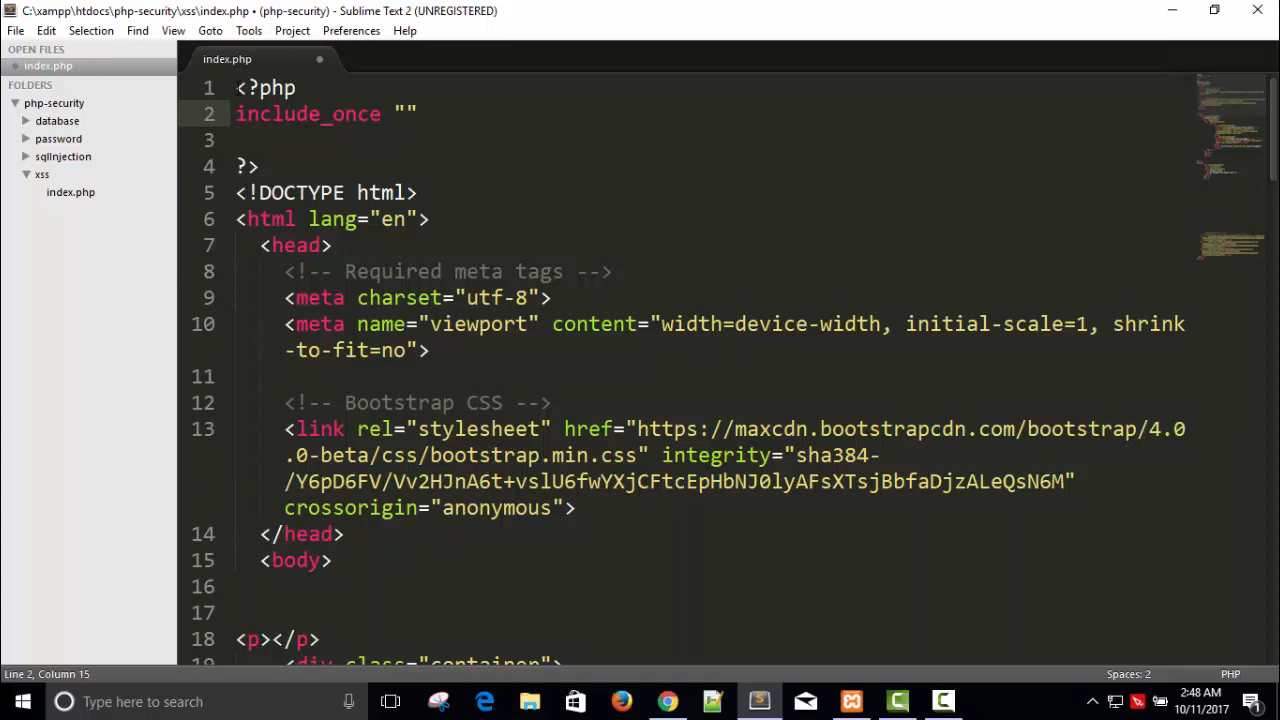 C:\xampp\htdocs\php-security\xss\index.php • (php-security) - Sublime Text 2 (UNREGISTERED)
File Edit Selection Find View Goto Tools Project Preferences Help
OPEN FILES
index.php
FOLDERS
php-security
database
password
sqlInjection
xss
index.php
index.php
1 <?php
2 include_once ""
3
4 ?>
5 <!DOCTYPE html>
6 <html lang="en">
7 <head>
8 <!-- Required meta tags -->
9 <meta charset="utf-8">
10 <meta name="viewport" content="width=device-width, initial-scale=1, shrink
-to-fit=no">
11
12 <!-- Bootstrap CSS -->
13 <link rel="stylesheet" href="https://maxcdn.bootstrapcdn.com/bootstrap/4.0
.0-beta/css/bootstrap.min.css" integrity="sha384-
/Y6pD6FV/Vv2HJnA6t+vslU6fwYXjCFtcEpHbNJ0lyAFsXTsjBbfaDjzALeQsN6M"
crossorigin="anonymous">
14 </head>
15 <body>
16
17
18 <p></p>
19 <div class="container">
Line 2, Column 15
Spaces: 2
PHP
Type here to search
2:48 AM
10/11/2017
1